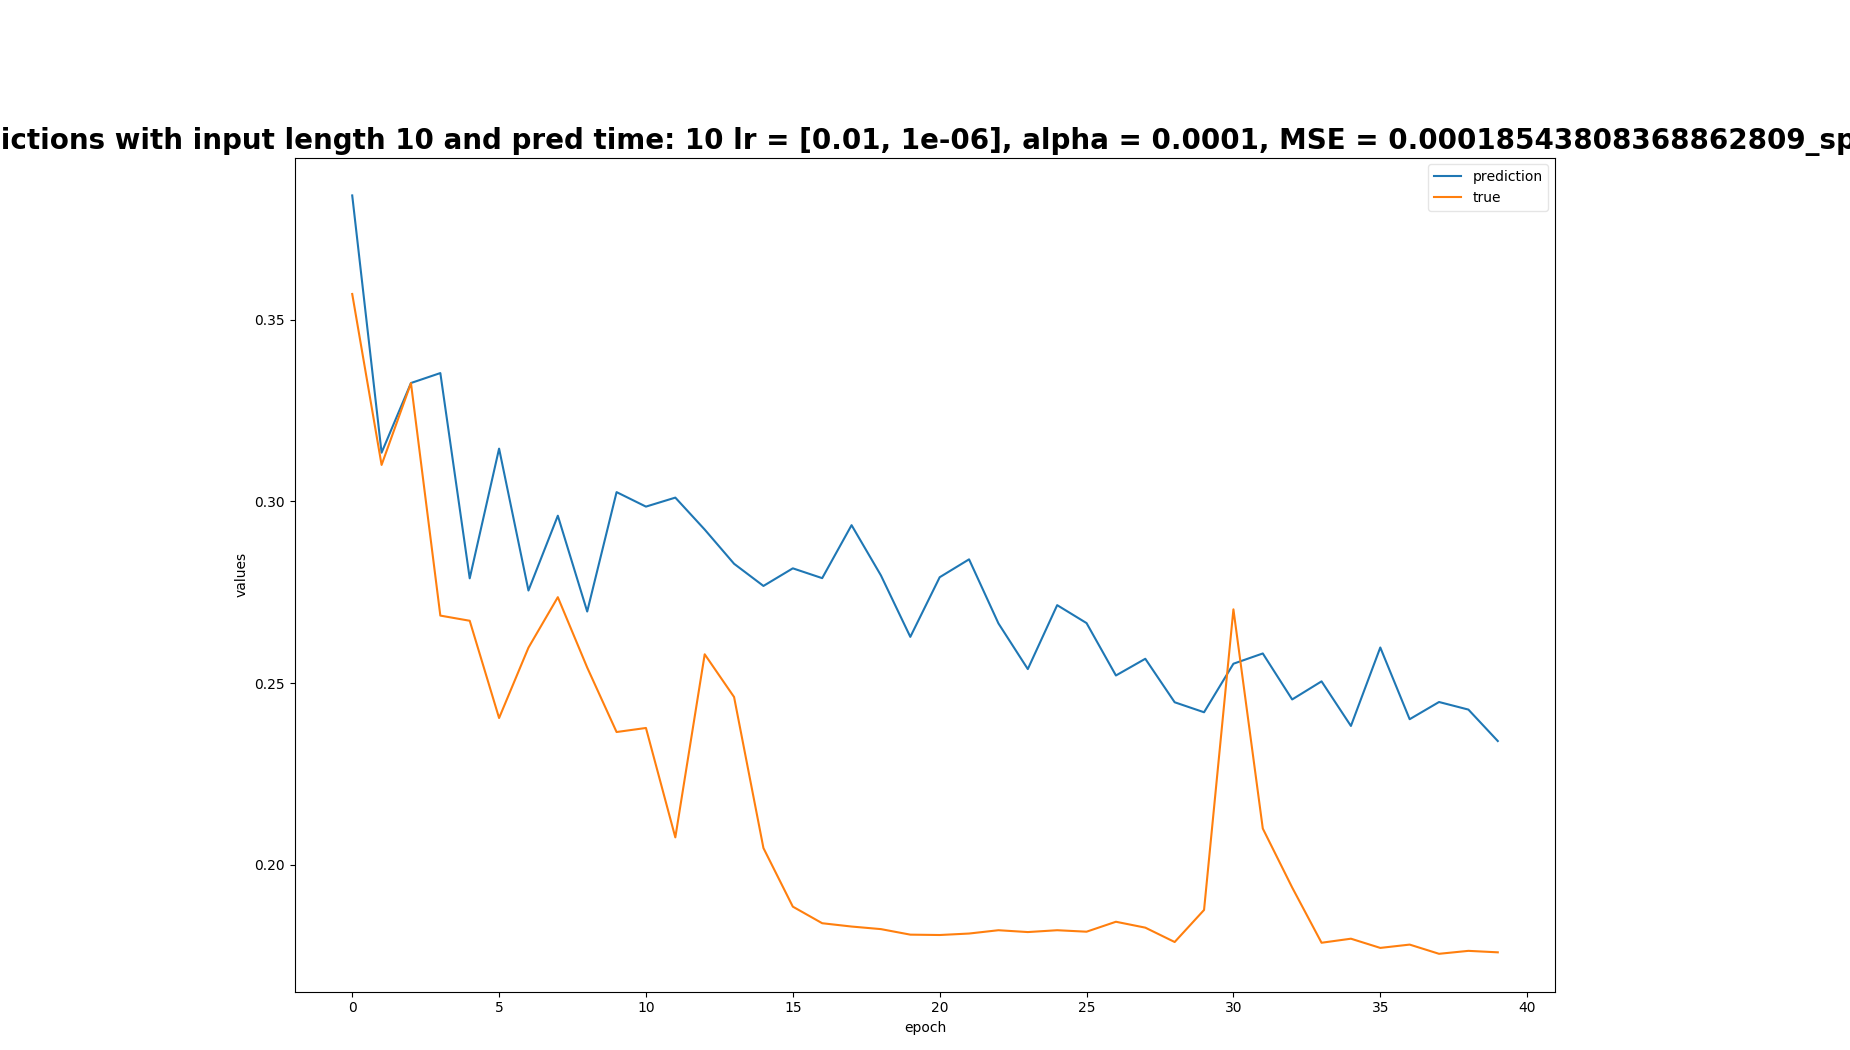 ictions with input length 10 and pred time: 10 lr = [0.01, 1e-06], alpha = 0.0001, MSE = 0.00018543808368862809_sp
prediction
true
0.35
0.30
0.25
0.20
values
0 5 10 15 20 25 30 35 40
epoch